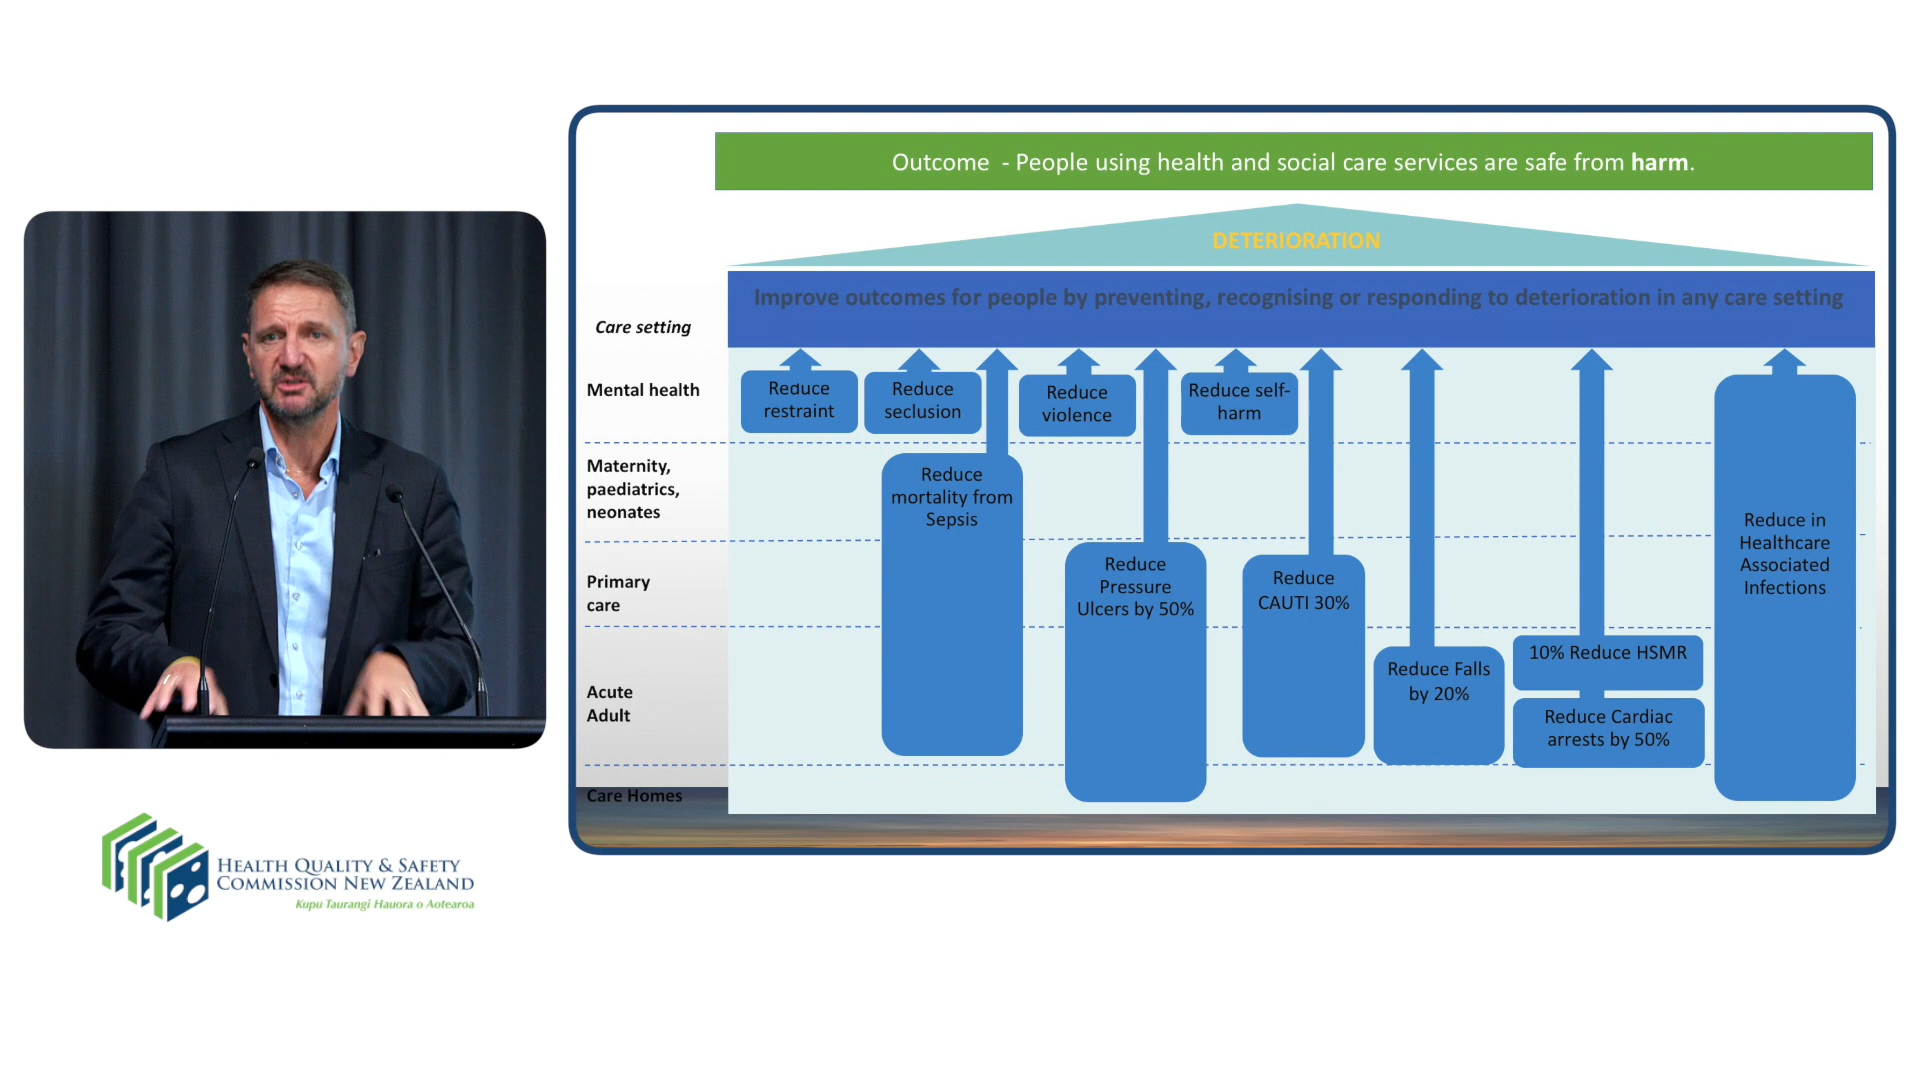 Outcome - People using health and social care services are safe from harm.
DETERIORATION
Improve outcomes for people by preventing, recognising or responding to deterioration in any care setting
Care setting
Mental health
Reduce
restraint
Reduce
seclusion
Reduce
violence
Reduce self-
harm
Maternity,
paediatrics,
neonates
Reduce
mortality from
Sepsis
Primary
care
Reduce
Pressure
Ulcers by 50%
Reduce
CAUTI 30%
Reduce in
Healthcare
Associated
Infections
Acute
Adult
Reduce Falls
by 20%
10% Reduce HSMR
Reduce Cardiac
arrests by 50%
Care Homes
HEALTH QUALITY & SAFETY
COMMISSION NEW ZEALAND
Kupu Taurangi Hauora o Aotearoa